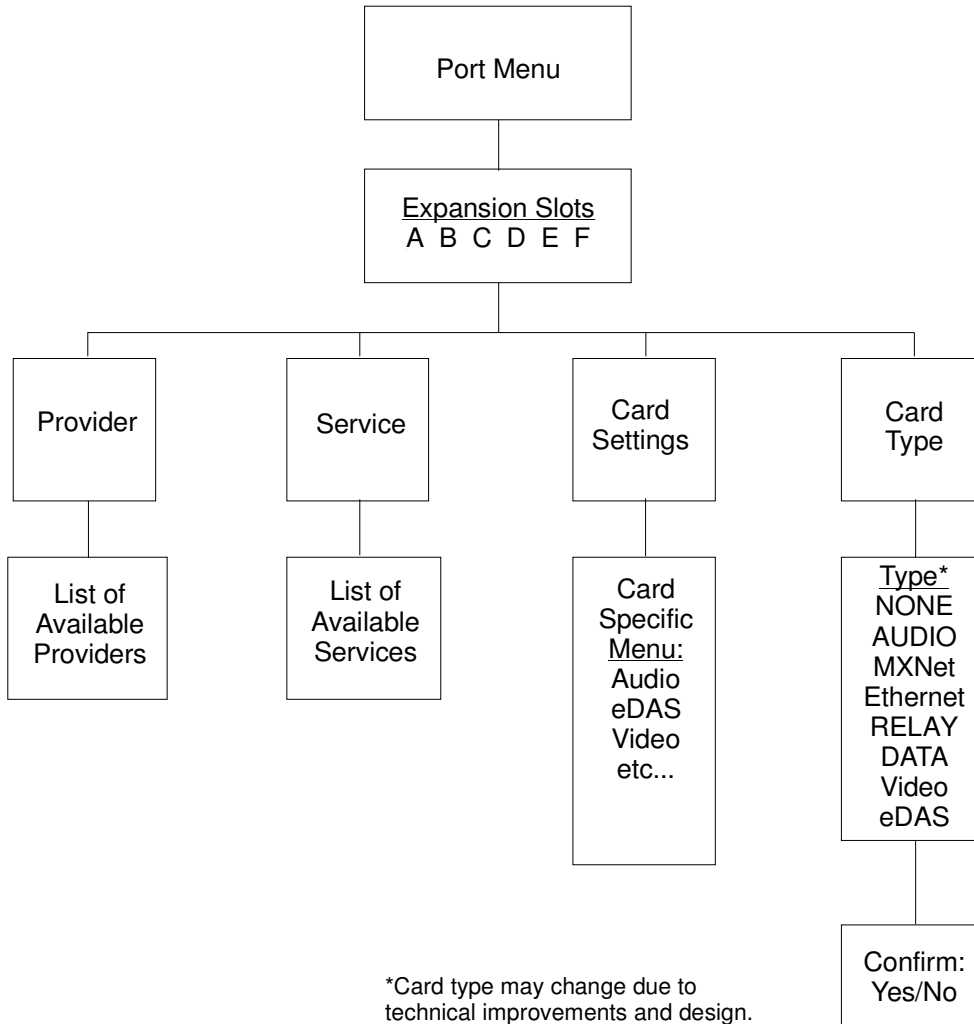 Port Menu
Expansion Slots
A B C D E F
Provider
Service
Card
Settings
Card
Type
List of
Available
Providers
List of
Available
Services
Card
Specific
Menu:
Audio
eDAS
Video
etc...
Type*
NONE
AUDIO
MXNet
Ethernet
RELAY
DATA
Video
eDAS
Confirm:
Yes/No
*Card type may change due to
technical improvements and design.